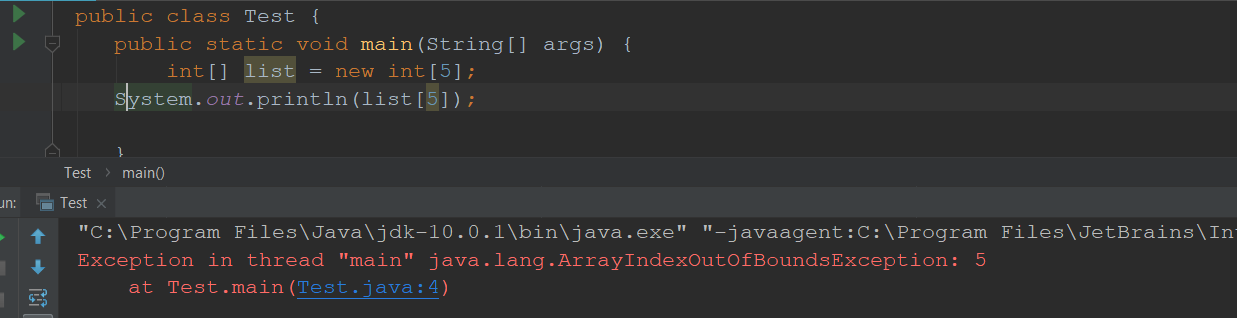 public class Test {
public static void main(String[] args) {
int[] list = new int[5];
System.out.println(list[5]);
}
Test › main()
un: Test ×
"C:\Program Files\Java\jdk-10.0.1\bin\java.exe" "-javaagent:C:\Program Files\JetBrains\In
Exception in thread "main" java.lang.ArrayIndexOutOfBoundsException: 5
at Test.main(Test.java:4)